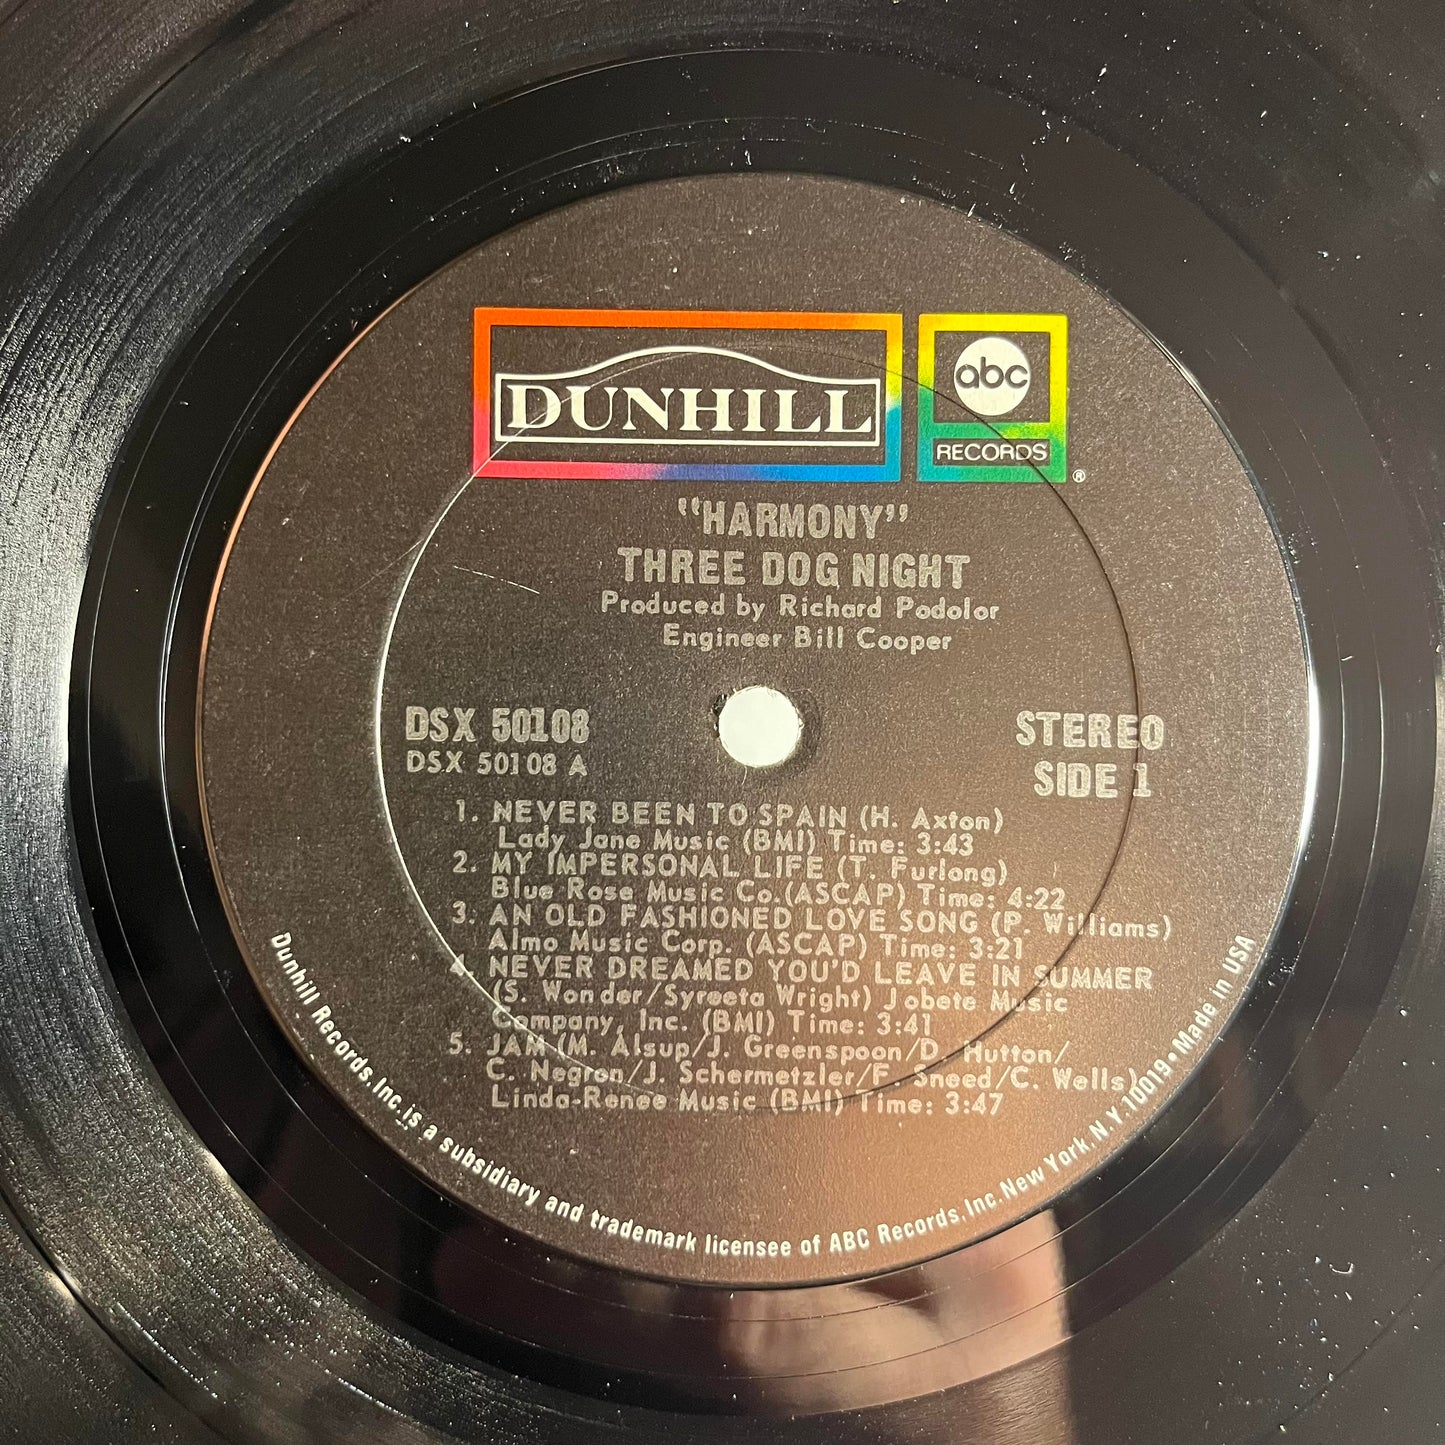 DUNHILL
abc
RECORDS
®
"HARMONY"
THREE DOG NIGHT
Produced by Richard Podolor
Engineer Bill Cooper
DSX 50108
DSX 50108 A
STEREO
SIDE 1
1. NEVER BEEN TO SPAIN (H. Axton)
Lady Jane Music (BMI) Time: 3:43
2. MY IMPERSONAL LIFE (T. Furlong)
Blue Rose Music Co.(ASCAP) Time: 4:22
3. AN OLD FASHIONED LOVE SONG (P. Williams)
Almo Music Corp. (ASCAP) Time: 3:21
4. NEVER DREAMED YOU'D LEAVE IN SUMMER
(S. Wonder/Syreeta Wright) Jobete Music
Company, Inc. (BMI) Time: 3:41
5. JAM (M. Alsup/J. Greenspoon/D. Hutton/
C. Negron/J. Schermetzler/F. Sneed/C. Wells)
Linda-Renee Music (BMI) Time: 3:47
Dunhill Records, Inc. is a subsidiary and trademark licensee of ABC Records, Inc. New York, N.Y. 10019 • Made in USA